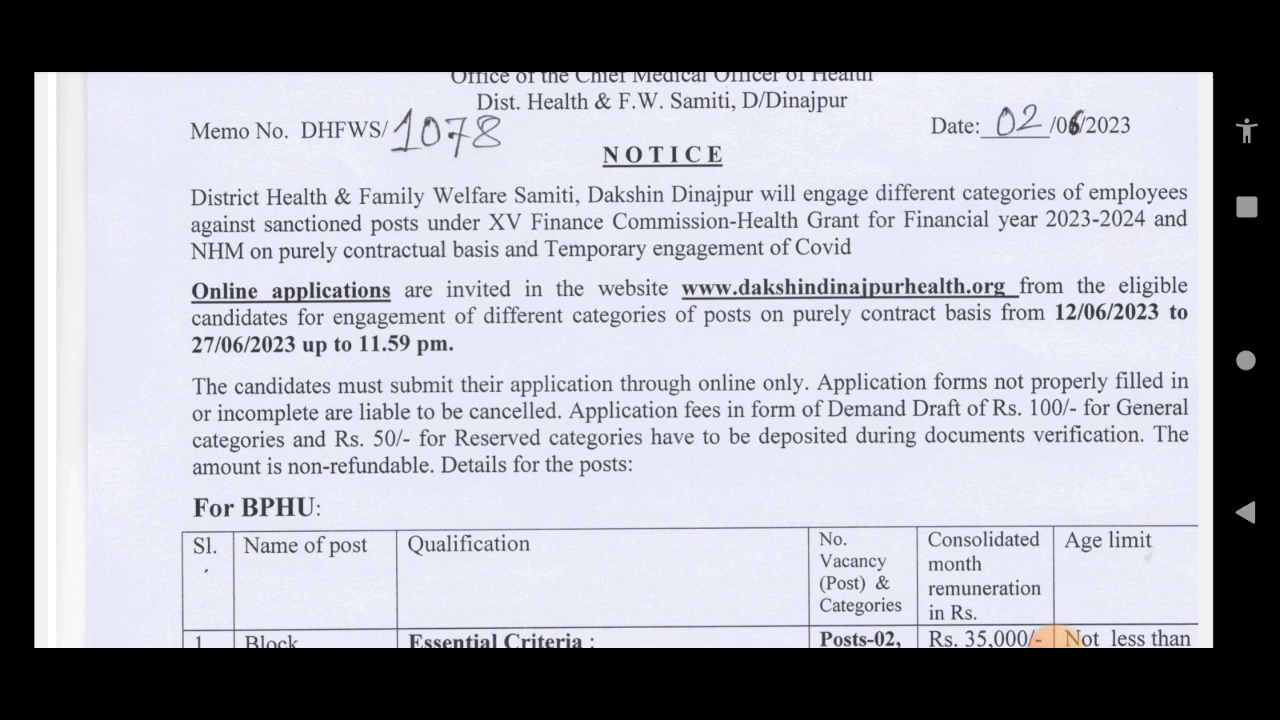 Office of the Chief Medical Officer of Health
Dist. Health & F.W. Samiti, D/Dinajpur
Memo No. DHFWS/1078
Date: 02/06/2023
NOTICE
District Health & Family Welfare Samiti, Dakshin Dinajpur will engage different categories of employees
against sanctioned posts under XV Finance Commission-Health Grant for Financial year 2023-2024 and
NHM on purely contractual basis and Temporary engagement of Covid
Online applications are invited in the website www.dakshindinajpurhealth.org from the eligible
candidates for engagement of different categories of posts on purely contract basis from 12/06/2023 to
27/06/2023 up to 11.59 pm.
The candidates must submit their application through online only. Application forms not properly filled in
or incomplete are liable to be cancelled. Application fees in form of Demand Draft of Rs. 100/- for General
categories and Rs. 50/- for Reserved categories have to be deposited during documents verification. The
amount is non-refundable. Details for the posts:
For BPHU:
Sl.
Name of post
Qualification
No.
Vacancy
(Post) &
Categories
Consolidated
month
remuneration
in Rs.
Age limit
1
Block
Essential Criteria :
Posts-02,
Rs. 35,000/-
Not less than